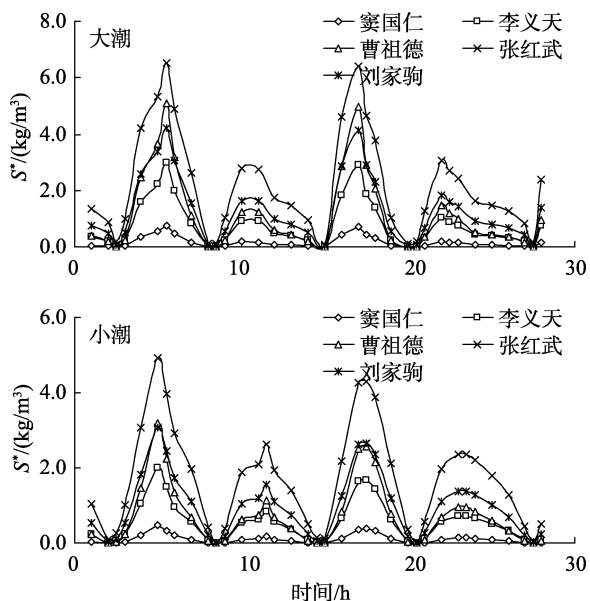 8.0
大潮
窦国仁
李义天
曹祖德
张红武
刘家驹
6.0
4.0
2.0
0.0
S*/(kg/m³)
0
10
20
30
6.0
小潮
窦国仁
李义天
曹祖德
张红武
刘家驹
4.0
2.0
0.0
S*/(kg/m³)
0
10
20
30
时间/h